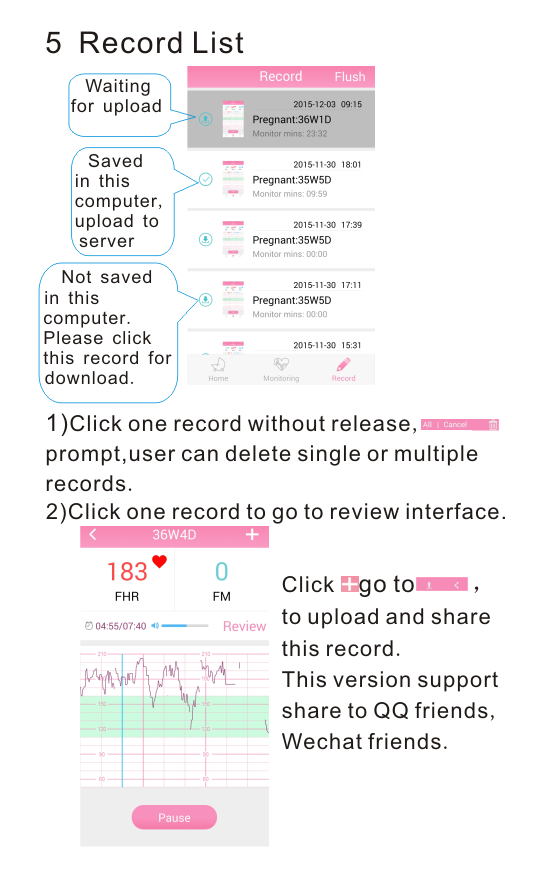 5 Record List
Waiting
for upload
Saved
in this
computer,
upload to
server
Not saved
in this
computer.
Please click
this record for
download.
Record Flush
2015-12-03 09:15
Pregnant:36W1D
Monitor mins: 23:32
2015-11-30 18:01
Pregnant:35W5D
Monitor mins: 09:59
2015-11-30 17:39
Pregnant:35W5D
Monitor mins: 00:00
2015-11-30 17:11
Pregnant:35W5D
Monitor mins: 00:00
2015-11-30 15:31
Home Monitoring Record
1)Click one record without release, All | Cancel
prompt,user can delete single or multiple
records.
2)Click one record to go to review interface.
36W4D
183 0
FHR FM
04:55/07:40 Review
210 210
150 150
90 90
60 60
Pause
Click go to ，
to upload and share
this record.
This version support
share to QQ friends,
Wechat friends.